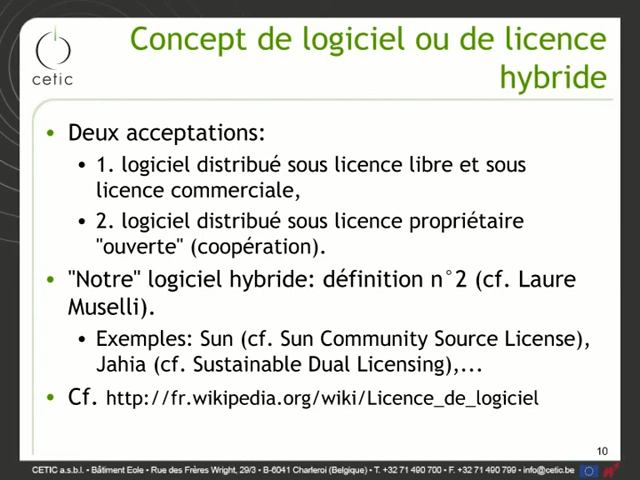 Concept de logiciel ou de licence
hybride
cetic
• Deux acceptations:
• 1. logiciel distribué sous licence libre et sous
licence commerciale,
• 2. logiciel distribué sous licence propriétaire
"ouverte" (coopération).
• "Notre" logiciel hybride: définition n°2 (cf. Laure
Muselli).
• Exemples: Sun (cf. Sun Community Source License),
Jahia (cf. Sustainable Dual Licensing),...
• Cf. http://fr.wikipedia.org/wiki/Licence_de_logiciel
10
CETIC a.s.b.l. • Bâtiment Eole • Rue des Frères Wright, 29/3 • B-6041 Charleroi (Belgique) • T. +32 71 490 700 • F. +32 71 490 799 • info@cetic.be